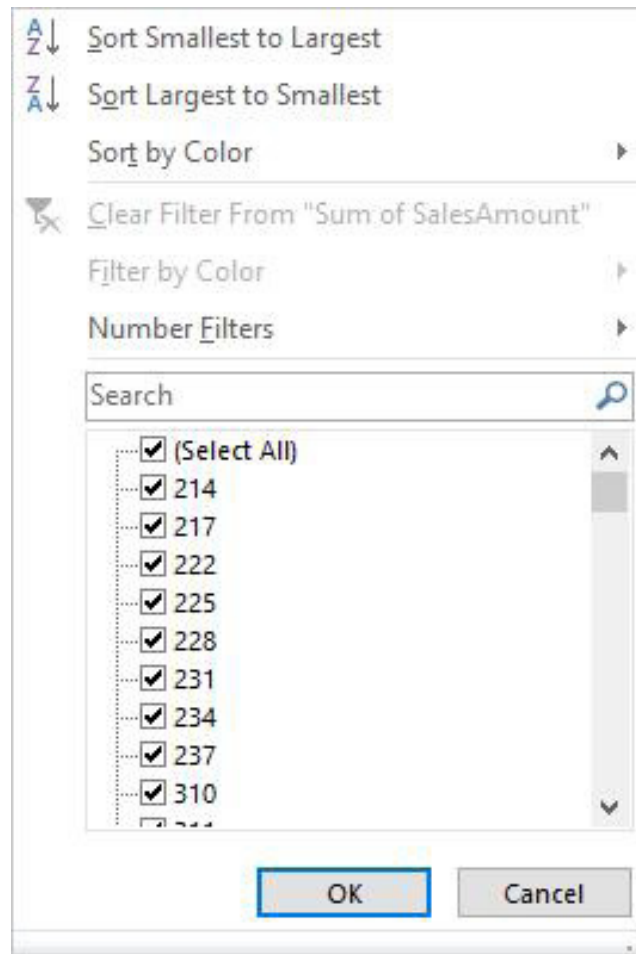 Sort Smallest to Largest
Sort Largest to Smallest
Sort by Color
Clear Filter From "Sum of SalesAmount"
Filter by Color
Number Filters
Search
(Select All)
214
217
222
225
228
231
234
237
310
OK Cancel